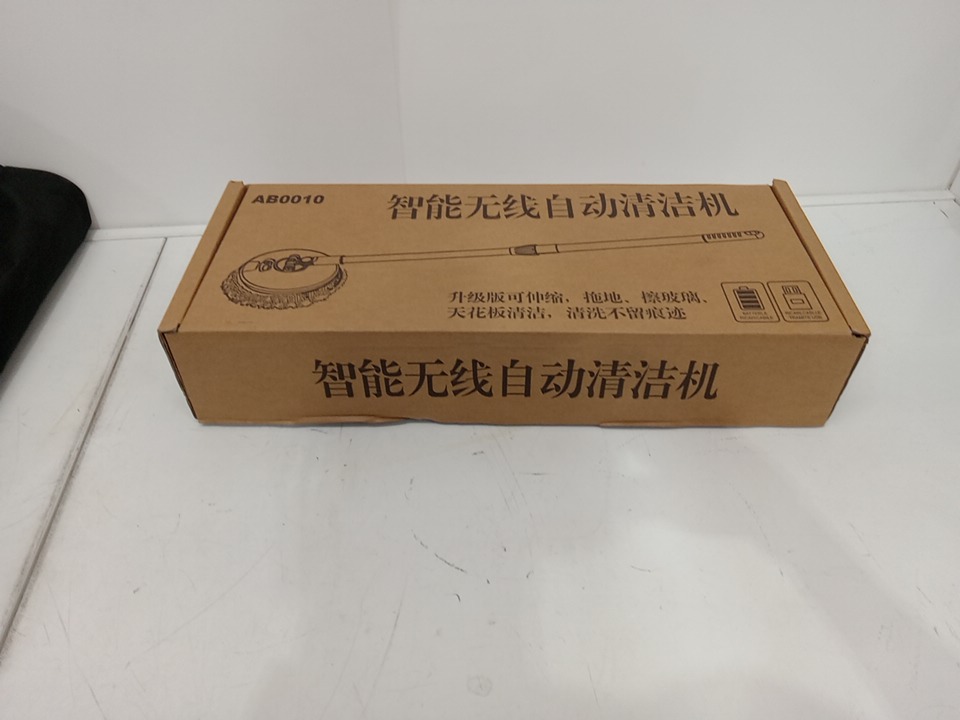 AB0010
智能无线自动清洁机
升级版可伸缩，拖地、擦玻璃、
天花板清洁，清洗不留痕迹
智能无线自动清洁机